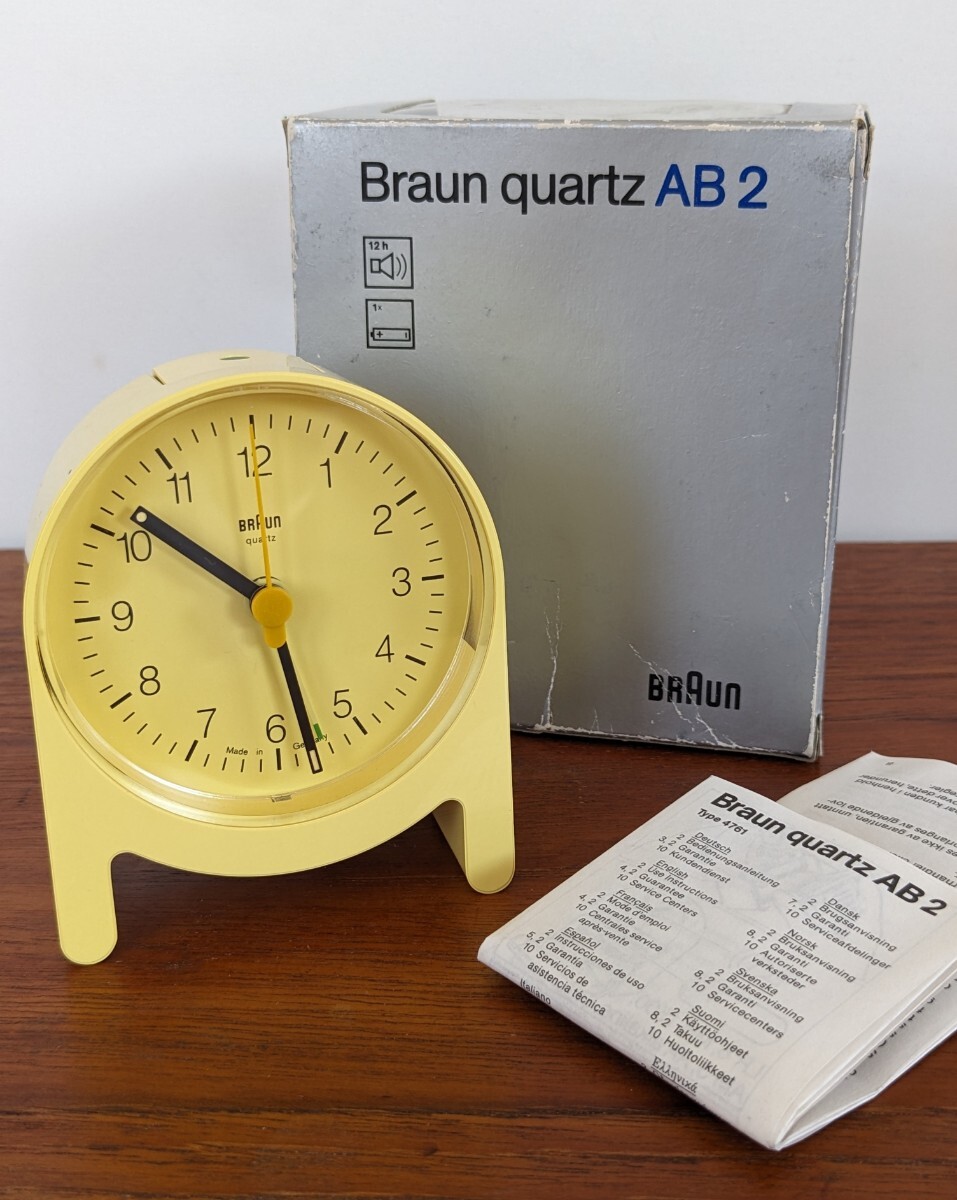 Braun quartz AB 2
12 h
1x
+
BRAUN
12
1
2
3
4
5
6
7
8
9
10
11
BRAUN
quartz
Made in Germany
Braun quartz AB 2
Type 4761
Deutsch
2 Bedienungsanleitung
3, 2 Garantie
10 Kundendienst
English
2 Use Instructions
4, 2 Guarantee
10 Service Centers
Français
2 Mode d'emploi
4, 2 Garantie
10 Centrales service
après-vente
Español
2 Instrucciones de uso
5, 2 Garantía
10 Servicios de
asistencia técnica
Italiano
Dansk
2 Brugsanvisning
7, 2 Garanti
10 Serviceafdelinger
Norsk
2 Bruksanvisning
8, 2 Garanti
10 Autoriserte
verksteder
Svenska
2 Bruksanvisning
8, 2 Garanti
10 Servicecenters
Suomi
2 Käyttöohjeet
8, 2 Takuu
10 Huoltoliikkeet
Ελληνικά